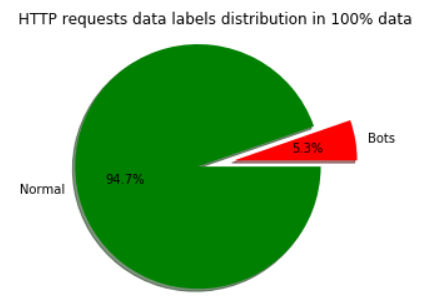 HTTP requests data labels distribution in 100% data
Bots
5.3%
94.7%
Normal